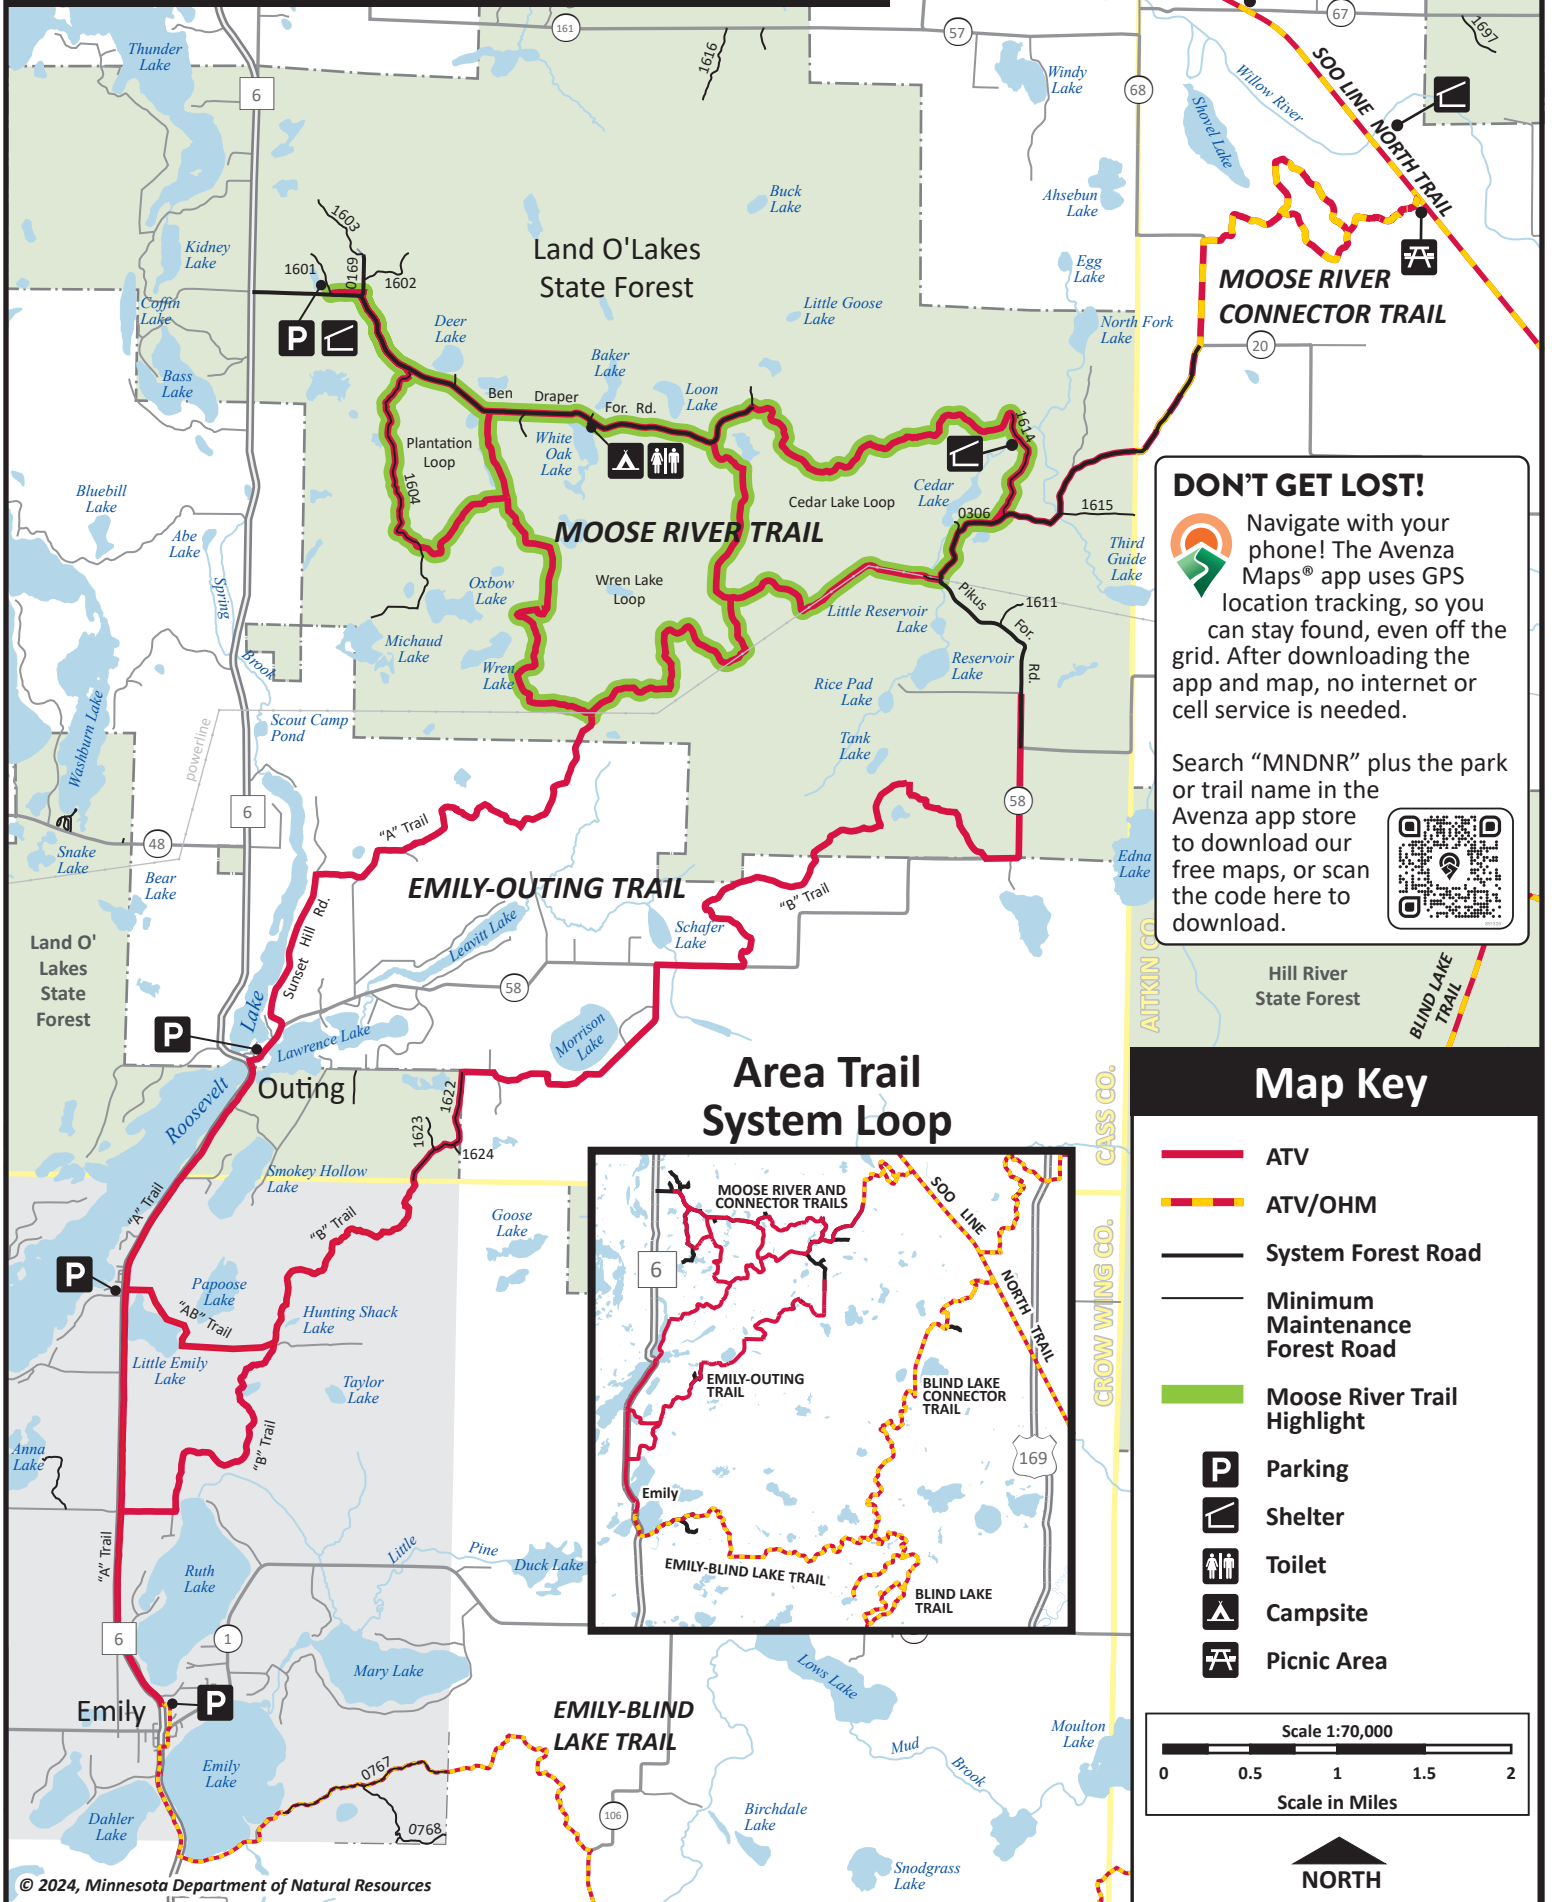 161
57
67
1697
Thunder
Lake
1616
Windy
Lake
SOO LINE NORTH TRAIL
Willow River
6
68
Shovel Lake
Buck
Lake
Ahsebun
Lake
1603
Kidney
Lake
Land O'Lakes
State Forest
1601
0169
1602
Egg
Lake
MOOSE RIVER
CONNECTOR TRAIL
Coffin
Lake
Little Goose
Lake
Deer
Lake
North Fork
Lake
P
20
Baker
Lake
Bass
Lake
Loon
Lake
Ben Draper For. Rd.
1614
Plantation
Loop
White
Oak
Lake
1604
Cedar Lake Loop
Cedar
Lake
Bluebill
Lake
0306
1615
MOOSE RIVER TRAIL
Abe
Lake
Third
Guide
Lake
Spring
Brook
Oxbow
Lake
Wren Lake
Loop
Pikus For. Rd.
1611
Little Reservoir
Lake
Michaud
Lake
Wren
Lake
Reservoir
Lake
Rice Pad
Lake
Washburn Lake
Scout Camp
Pond
powerline
Tank
Lake
6
58
"A" Trail
48
Snake
Lake
Bear
Lake
Edna
Lake
EMILY-OUTING TRAIL
"B" Trail
Sunset Hill Rd.
Leavitt Lake
Schafer
Lake
Land O'
Lakes
State
Forest
58
AITKIN CO.
Hill River
State Forest
BLIND LAKE
TRAIL
P
Roosevelt Lake
Lawrence Lake
Morrison
Lake
Outing
1622
1623
1624
CASS CO.
CROW WING CO.
Smokey Hollow
Lake
"A" Trail
"B" Trail
Goose
Lake
P
Papoose
Lake
"AB" Trail
Hunting Shack
Lake
Little Emily
Lake
Taylor
Lake
Anna
Lake
"B" Trail
"A" Trail
Little Pine
Duck Lake
Ruth
Lake
6
1
Mary Lake
Emily
P
EMILY-BLIND
LAKE TRAIL
Lows Lake
Moulton
Lake
Mud Brook
Emily
Lake
0767
0768
106
Dahler
Lake
Birchdale
Lake
Snodgrass
Lake
© 2024, Minnesota Department of Natural Resources
Area Trail
System Loop
MOOSE RIVER AND
CONNECTOR TRAILS
SOO LINE NORTH TRAIL
6
EMILY-OUTING
TRAIL
BLIND LAKE
CONNECTOR
TRAIL
169
Emily
EMILY-BLIND LAKE TRAIL
BLIND LAKE
TRAIL
DON'T GET LOST!
Navigate with your
phone! The Avenza
Maps® app uses GPS
location tracking, so you
can stay found, even off the
grid. After downloading the
app and map, no internet or
cell service is needed.
Search “MNDNR” plus the park
or trail name in the
Avenza app store
to download our
free maps, or scan
the code here to
download.
Map Key
ATV
ATV/OHM
System Forest Road
Minimum
Maintenance
Forest Road
Moose River Trail
Highlight
P Parking
Shelter
Toilet
Campsite
Picnic Area
Scale 1:70,000
0 0.5 1 1.5 2
Scale in Miles
NORTH